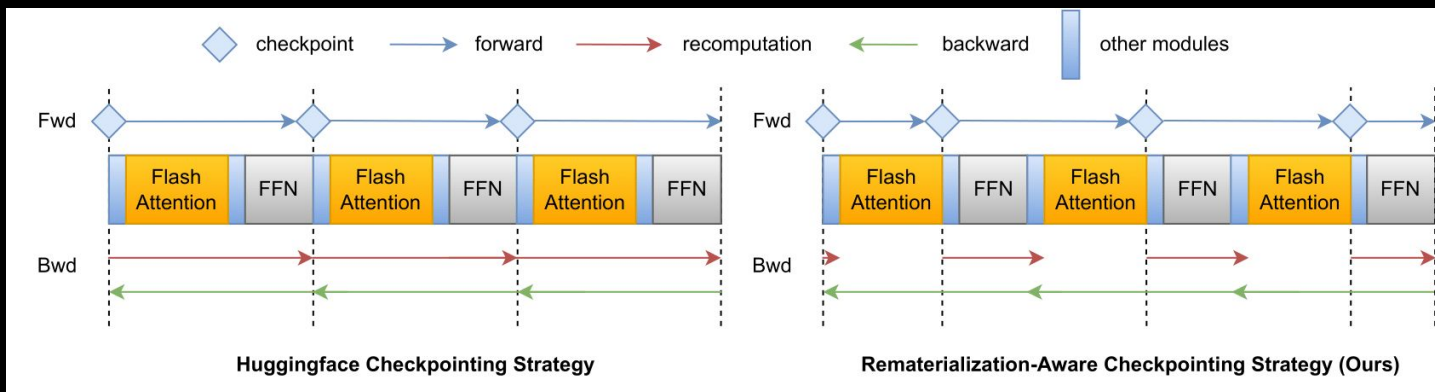 checkpoint forward recomputation backward other modules
Fwd
Flash Attention FFN Flash Attention FFN Flash Attention FFN
Bwd
Huggingface Checkpointing Strategy
Fwd
Flash Attention FFN Flash Attention FFN Flash Attention FFN
Bwd
Rematerialization-Aware Checkpointing Strategy (Ours)